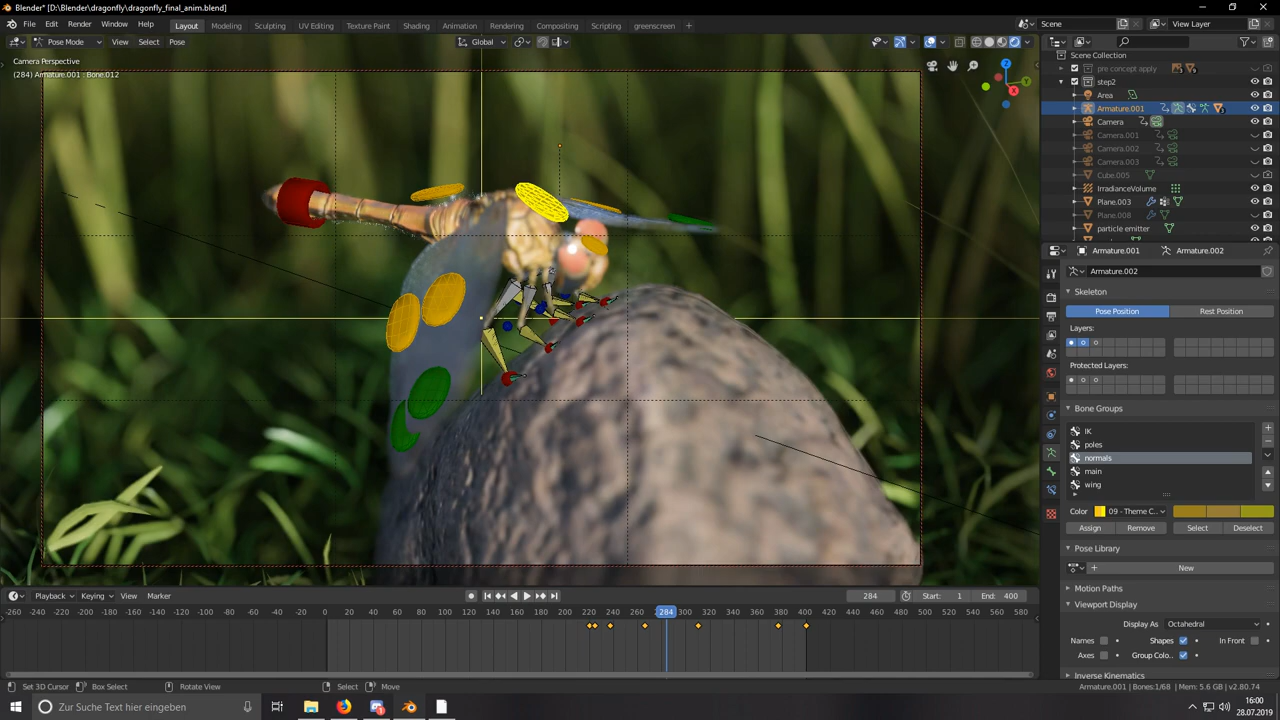 Blender* [D:\Blender\dragonfly\dragonfly_final_anim.blend]
File Edit Render Window Help Layout Modeling Sculpting UV Editing Texture Paint Shading Animation Rendering Compositing Scripting greenscreen + Scene View Layer
Pose Mode View Select Pose Global
Camera Perspective
(284) Armature.001 : Bone.012
Z
X
Scene Collection
pre concept apply
step2
Area
Armature.001
Camera
Camera.001
Camera.002
Camera.003
Cube.005
IrradianceVolume
Plane.003
Plane.008
particle emitter
Armature.001 Armature.002
Armature.002
Skeleton
Pose Position Rest Position
Layers:
Protected Layers:
Bone Groups
IK
poles
normals
main
wing
Color 09 - Theme C..
Assign Remove Select Deselect
Pose Library
+ New
Motion Paths
Viewport Display
Display As Octahedral
Names Shapes In Front
Axes Group Colo..
Inverse Kinematics
Playback Keying View Marker 284 Start: 1 End: 400
-260 -240 -220 -200 -180 -160 -140 -120 -100 -80 -60 -40 -20 0 20 40 60 80 100 120 140 160 180 200 220 240 260 284 300 320 340 360 380 400 420 440 460 480 500 520 540 560 580
Set 3D Cursor Box Select Rotate View Select Move Armature.001 | Bones:1/68 | Mem: 5.6 GB | v2.80.74
Zur Suche Text hier eingeben
16:00
28.07.2019